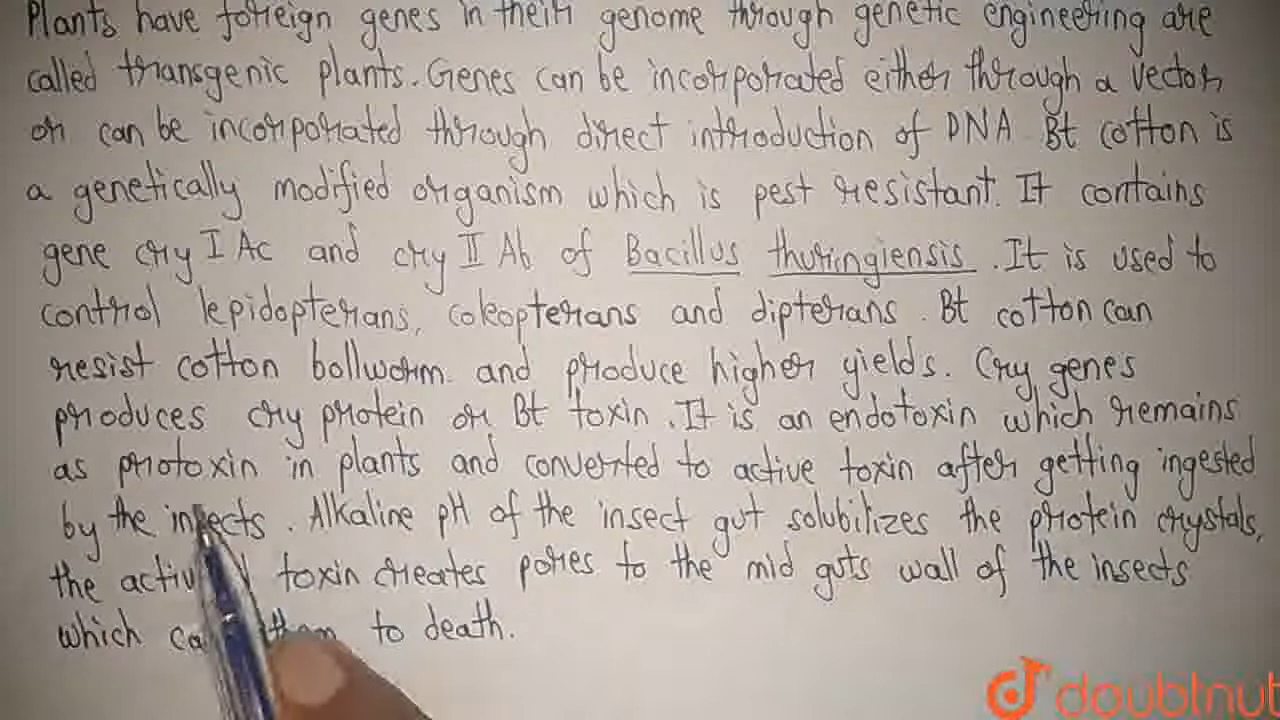 Plants have foreign genes in their genome through genetic engineering are
called transgenic plants. Genes can be incorporated either through a vector
or can be incorporated through direct introduction of DNA. Bt cotton is
a genetically modified organism which is pest resistant. It contains
gene cry I Ac and cry II Ab of Bacillus thuringiensis. It is used to
control lepidopterans, coleopterans and dipterans. Bt cotton can
resist cotton bollworm and produce higher yields. Cry genes
produces cry protein or Bt toxin. It is an endotoxin which remains
as protoxin in plants and converted to active toxin after getting ingested
by the insects. Alkaline pH of the insect gut solubilizes the protein crystals,
the toxin creates pores to the mid guts wall of the insects
which to death.
doubtnut